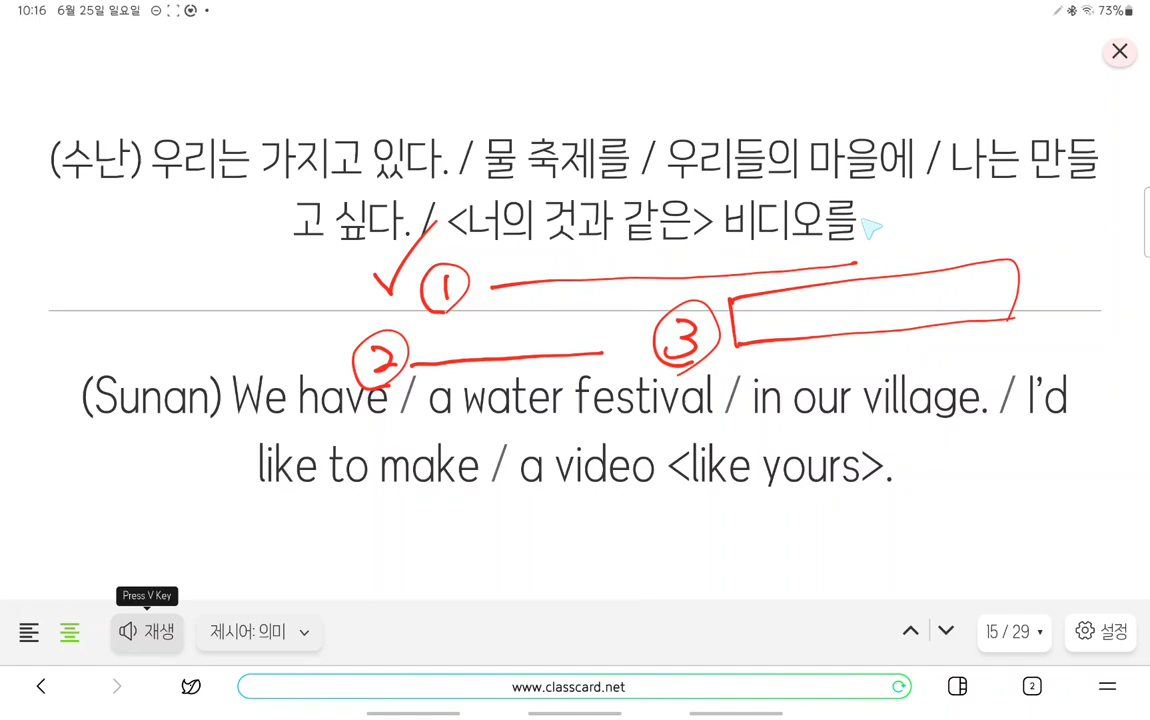 10:16 6월 25일 일요일
73%
(수난) 우리는 가지고 있다. / 물 축제를 / 우리들의 마을에 / 나는 만들
고 싶다. / <너의 것과 같은> 비디오를
①
② ③
(Sunan) We have / a water festival / in our village. / I'd
like to make / a video <like yours>.
Press V Key
재생 제시어: 의미 15 / 29 설정
www.classcard.net 2